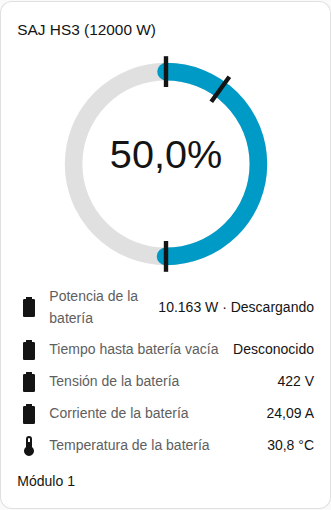 SAJ HS3 (12000 W)
50,0%
Potencia de la
batería
10.163 W · Descargando
Tiempo hasta batería vacía Desconocido
Tensión de la batería 422 V
Corriente de la batería 24,09 A
Temperatura de la batería 30,8 °C
Módulo 1